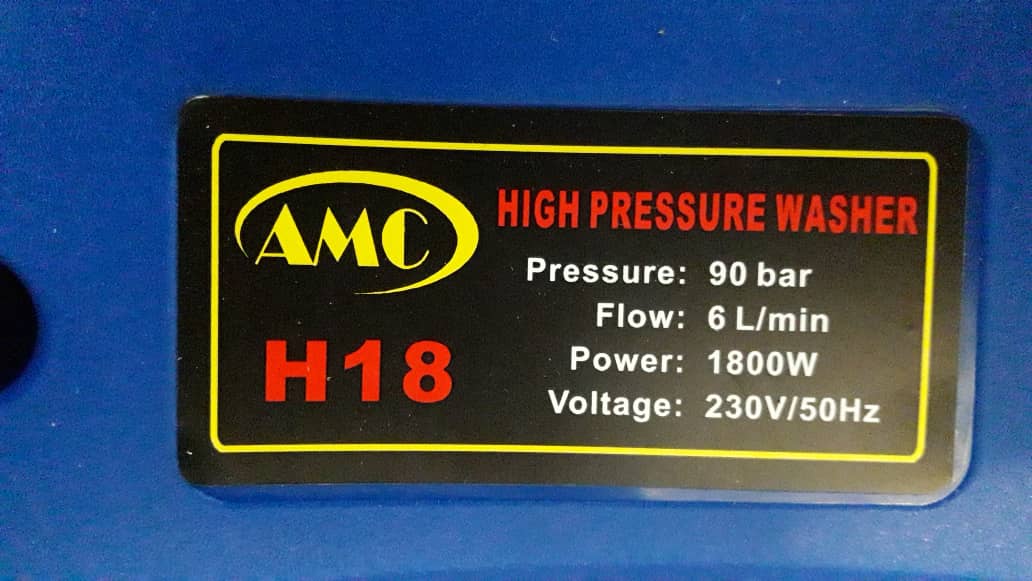 AMC
H18
HIGH PRESSURE WASHER
Pressure: 90 bar
Flow: 6 L/min
Power: 1800W
Voltage: 230V/50Hz